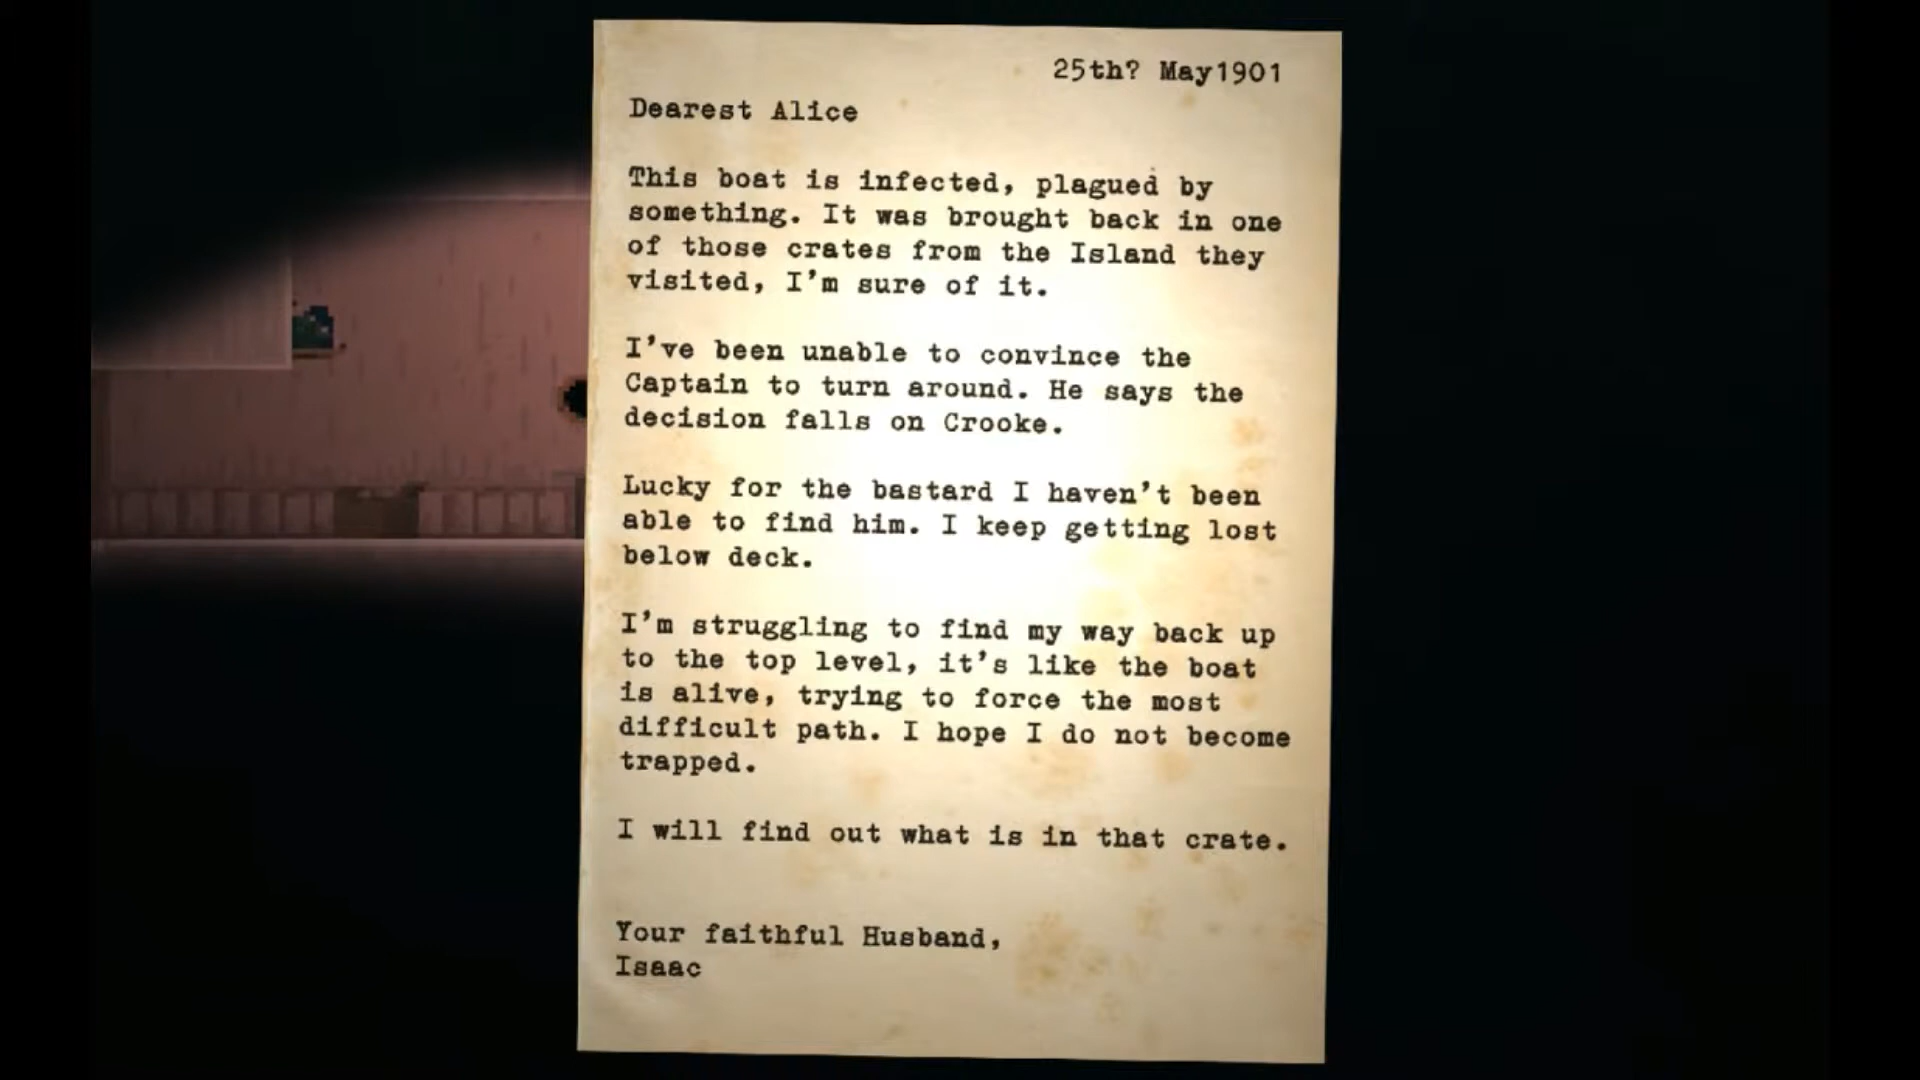 25th? May1901
Dearest Alice
This boat is infected, plagued by
something. It was brought back in one
of those crates from the Island they
visited, I'm sure of it.
I've been unable to convince the
Captain to turn around. He says the
decision falls on Crooke.
Lucky for the bastard I haven't been
able to find him. I keep getting lost
below deck.
I'm struggling to find my way back up
to the top level, it's like the boat
is alive, trying to force the most
difficult path. I hope I do not become
trapped.
I will find out what is in that crate.
Your faithful Husband,
Isaac